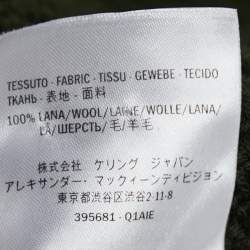 TESSUTO - FABRIC - TISSU - GEWEBE - TECIDO
ТКАНЬ - 表地 - 面料
100% LANA/WOOL/LAINE/WOLLE/LANA/
LÃ/ШЕРСТЬ/毛/羊毛
株式会社 ケリング ジャパン
アレキサンダー・マックイーンディビジョン
東京都渋谷区渋谷2-11-8
395681 - Q1AIE